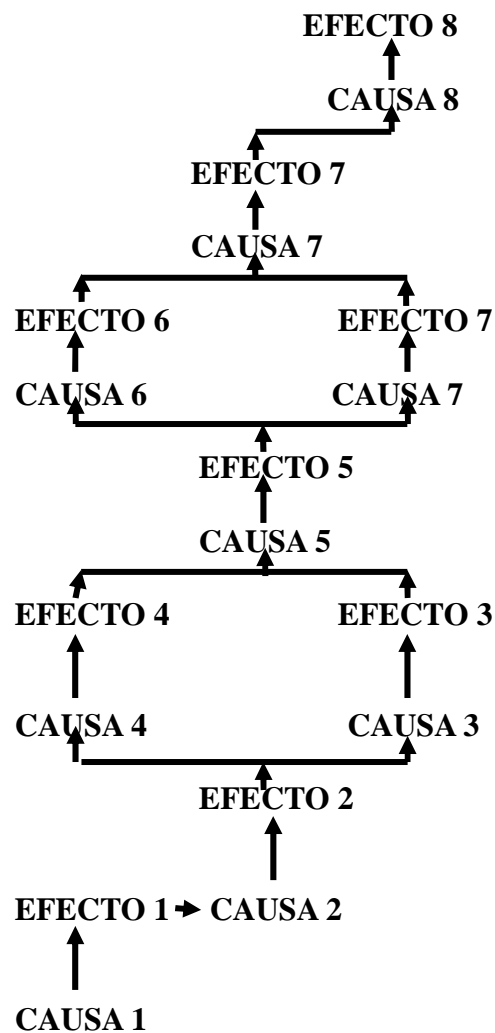 EFECTO 8
CAUSA 8
EFECTO 7
CAUSA 7
EFECTO 6 EFECTO 7
CAUSA 6 CAUSA 7
EFECTO 5
CAUSA 5
EFECTO 4 EFECTO 3
CAUSA 4 CAUSA 3
EFECTO 2
EFECTO 1 CAUSA 2
CAUSA 1